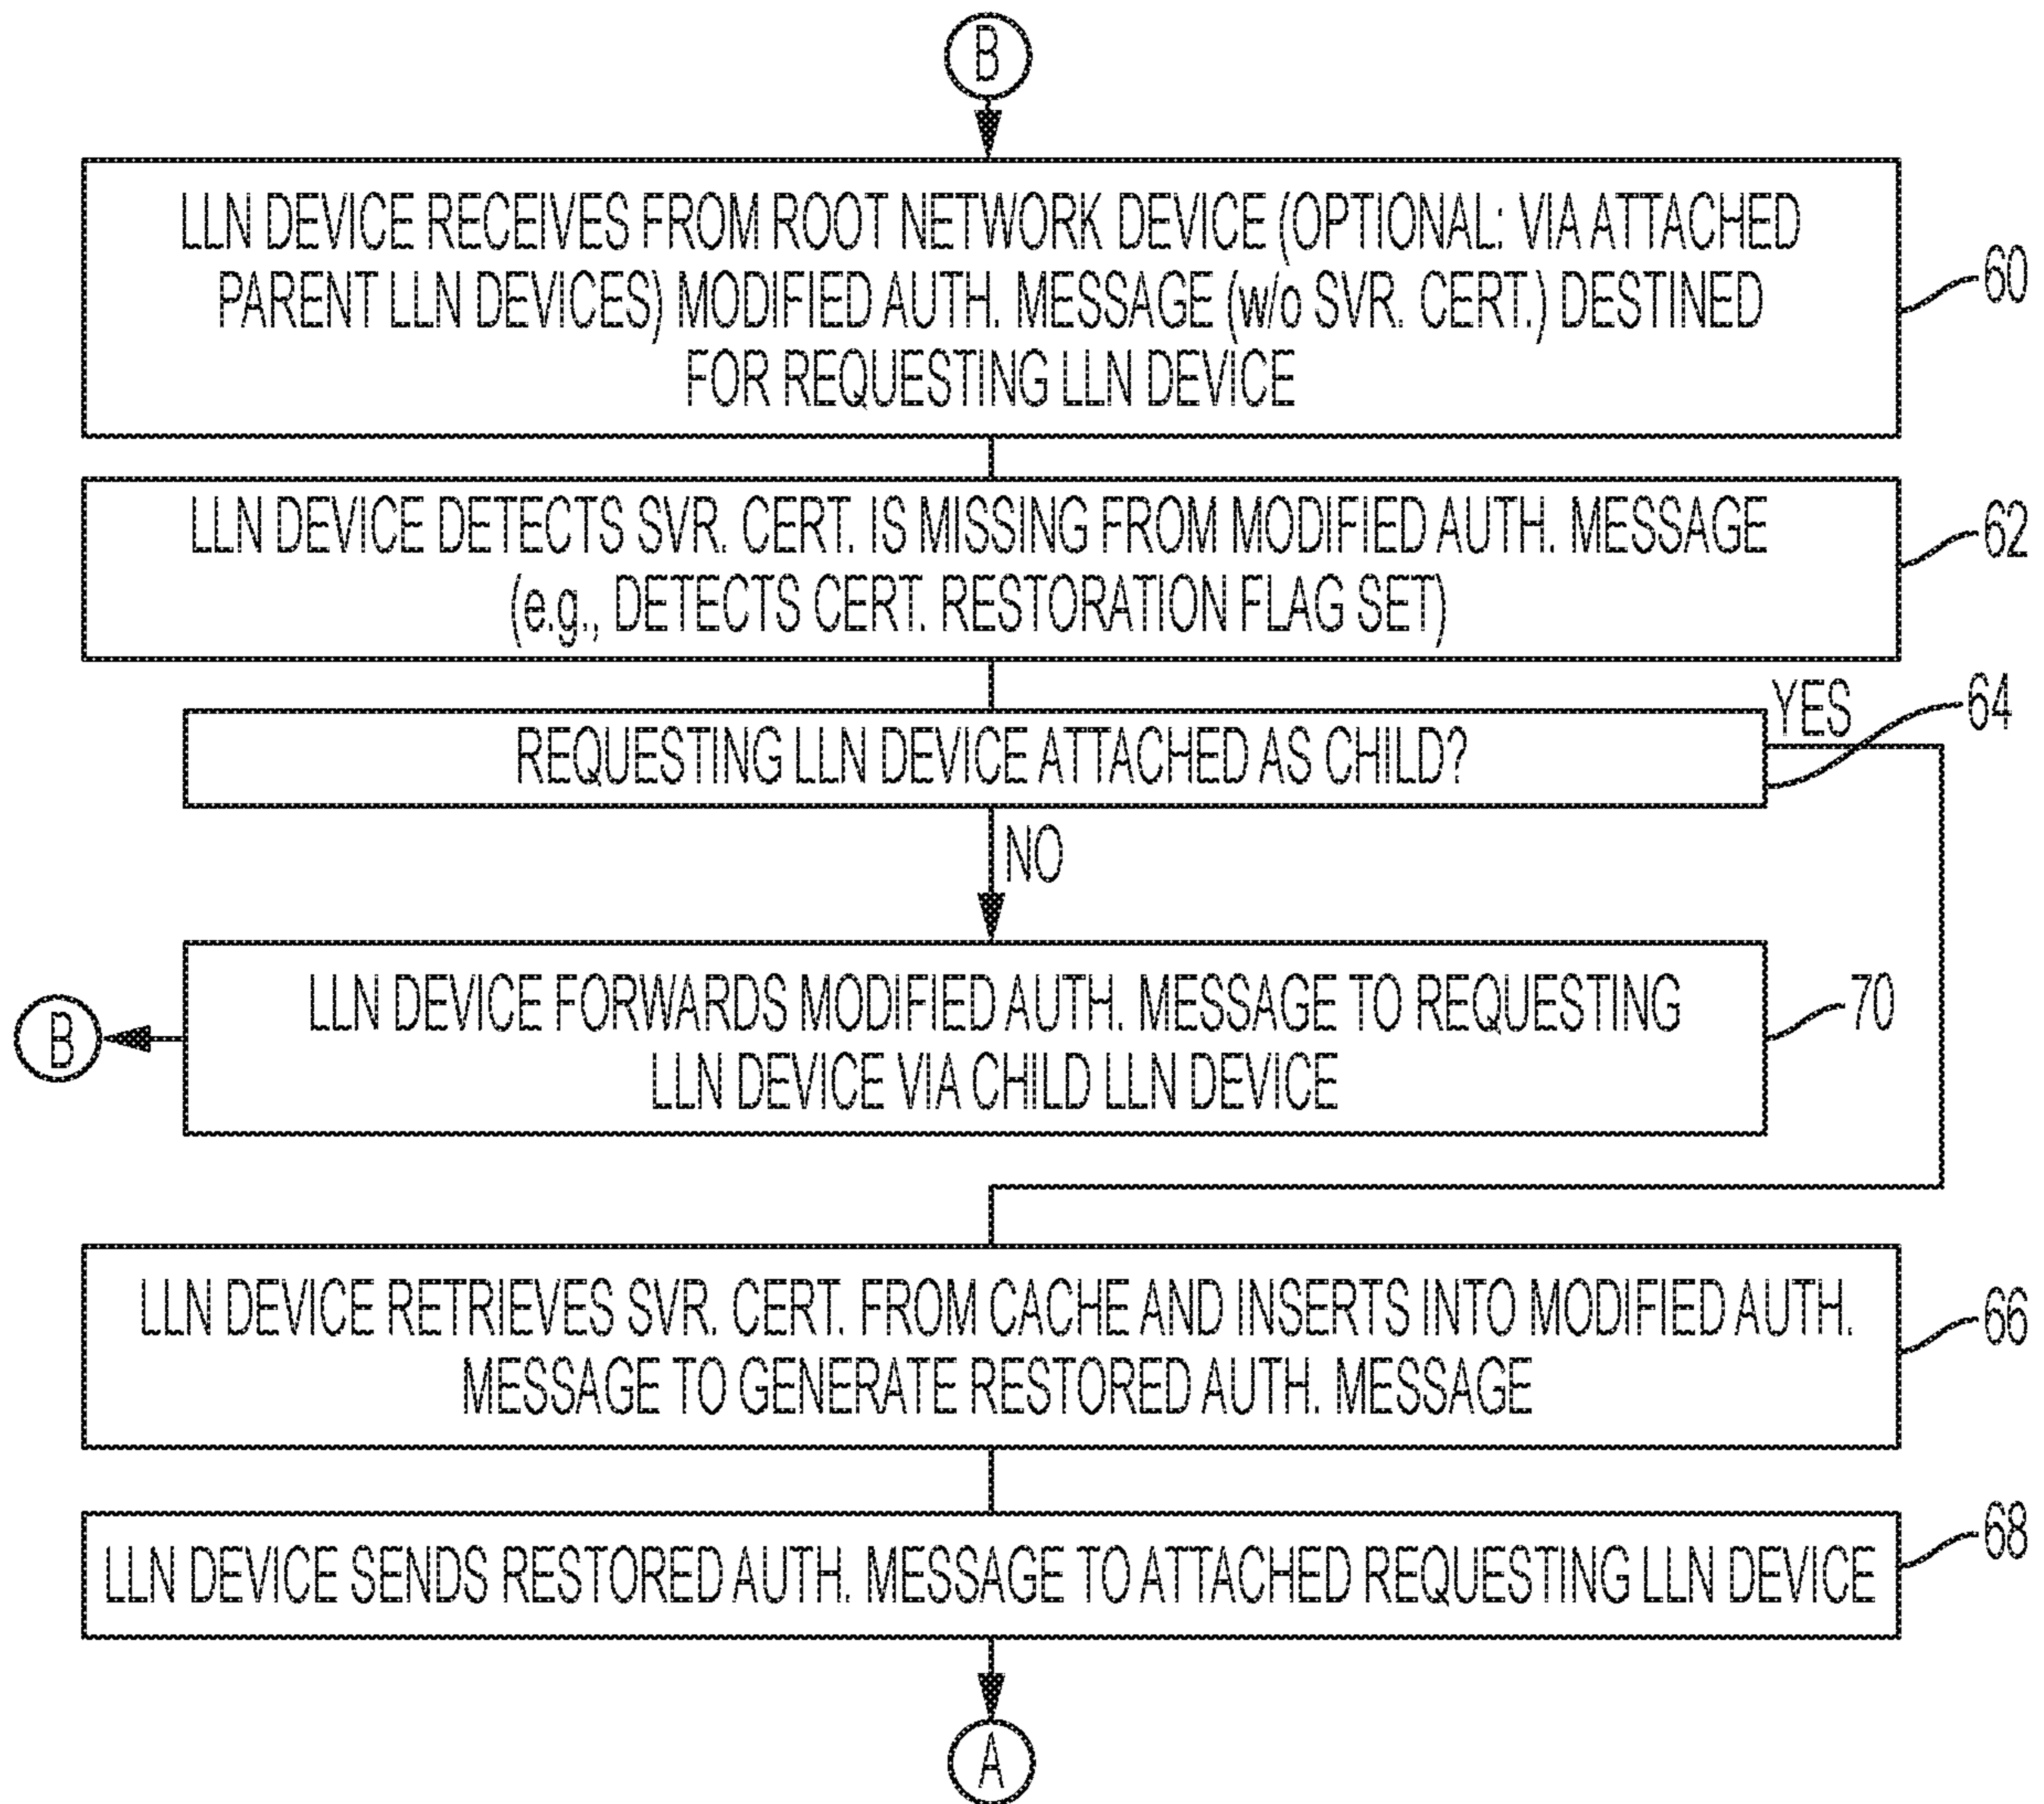 B
LLN DEVICE RECEIVES FROM ROOT NETWORK DEVICE (OPTIONAL: VIA ATTACHED
PARENT LLN DEVICES) MODIFIED AUTH. MESSAGE (w/o SVR. CERT.) DESTINED
FOR REQUESTING LLN DEVICE
60
LLN DEVICE DETECTS SVR. CERT. IS MISSING FROM MODIFIED AUTH. MESSAGE
(e.g., DETECTS CERT. RESTORATION FLAG SET)
62
REQUESTING LLN DEVICE ATTACHED AS CHILD?
YES
64
NO
LLN DEVICE FORWARDS MODIFIED AUTH. MESSAGE TO REQUESTING
LLN DEVICE VIA CHILD LLN DEVICE
70
B
LLN DEVICE RETRIEVES SVR. CERT. FROM CACHE AND INSERTS INTO MODIFIED AUTH.
MESSAGE TO GENERATE RESTORED AUTH. MESSAGE
66
LLN DEVICE SENDS RESTORED AUTH. MESSAGE TO ATTACHED REQUESTING LLN DEVICE
68
A